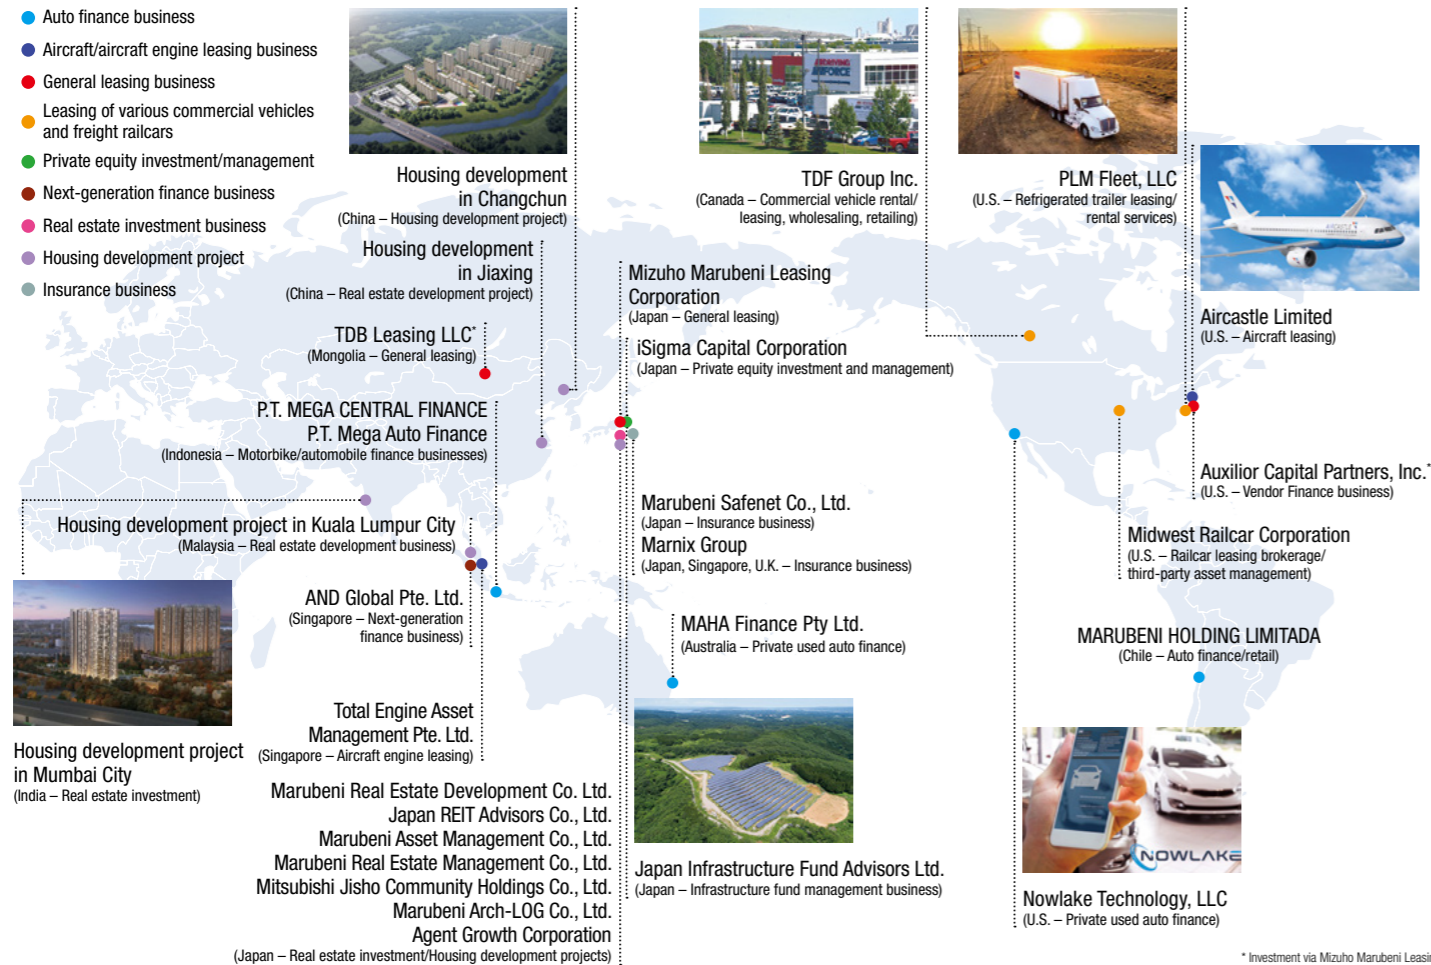 Auto finance business
Aircraft/aircraft engine leasing business
General leasing business
Leasing of various commercial vehicles
and freight railcars
Private equity investment/management
Next-generation finance business
Real estate investment business
Housing development project
Insurance business
Housing development
in Changchun
(China – Housing development project)
Housing development
in Jiaxing
(China – Real estate development project)
TDB Leasing LLC*
(Mongolia – General leasing)
P.T. MEGA CENTRAL FINANCE
P.T. Mega Auto Finance
(Indonesia – Motorbike/automobile finance businesses)
Housing development project in Kuala Lumpur City
(Malaysia – Real estate development business)
AND Global Pte. Ltd.
(Singapore – Next-generation
finance business)
Total Engine Asset
Management Pte. Ltd.
(Singapore – Aircraft engine leasing)
Housing development project
in Mumbai City
(India – Real estate investment)
Marubeni Real Estate Development Co. Ltd.
Japan REIT Advisors Co., Ltd.
Marubeni Asset Management Co., Ltd.
Marubeni Real Estate Management Co., Ltd.
Mitsubishi Jisho Community Holdings Co., Ltd.
Marubeni Arch-LOG Co., Ltd.
Agent Growth Corporation
(Japan – Real estate investment/Housing development projects)
Mizuho Marubeni Leasing
Corporation
(Japan – General leasing)
iSigma Capital Corporation
(Japan – Private equity investment and management)
Marubeni Safenet Co., Ltd.
(Japan – Insurance business)
Marnix Group
(Japan, Singapore, U.K. – Insurance business)
MAHA Finance Pty Ltd.
(Australia – Private used auto finance)
Japan Infrastructure Fund Advisors Ltd.
(Japan – Infrastructure fund management business)
TDF Group Inc.
(Canada – Commercial vehicle rental/
leasing, wholesaling, retailing)
PLM Fleet, LLC
(U.S. – Refrigerated trailer leasing/
rental services)
AIRCASTLE
Aircastle Limited
(U.S. – Aircraft leasing)
Auxilior Capital Partners, Inc.*
(U.S. – Vendor Finance business)
Midwest Railcar Corporation
(U.S. – Railcar leasing brokerage/
third-party asset management)
MARUBENI HOLDING LIMITADA
(Chile – Auto finance/retail)
NOWLAKE
Nowlake Technology, LLC
(U.S. – Private used auto finance)
* Investment via Mizuho Marubeni Leasin